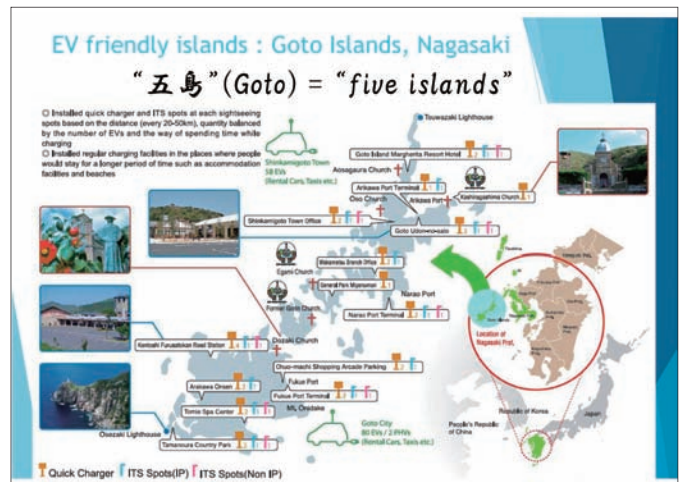 EV friendly islands : Goto Islands, Nagasaki
“五島”(Goto) = “five islands”
O Installed quick charger and ITS spots at each sightseeing
spots based on the distance (every 20-50km), quantity balanced
by the number of EVs and the way of spending time while
charging
O Installed regular charging facilities in the places where people
would stay for a longer period of time such as accommodation
facilities and beaches
Shinkamigoto Town
58 EVs
(Rental Cars, Taxis etc.)
Tsuwazaki Lighthouse
Goto Island Margherita Resort Hotel
Aosagaura Church
Arikawa Port Terminal
Oso Church
Arikawa Port
Kashiragashima Church
Shinkamigoto Town Office
Goto Udon-no-sato
Egami Church
Wakamatsu Branch Office
General Park
Former Gorin Church
Narao Port
Narao Port Terminal
Location of
Nagasaki Pref.
Dozaki Church
Kentoshi Furusatokan Road Station
Chuo-machi Shopping Arcade Parking
Fukue Port
Arakawa Onsen
Fukue Port Terminal
Mt. Onidake
Tomie Spa Center
Osezaki Lighthouse
Tamanoura Country Park
Goto City
80 EVs / 2 PHVs
(Rental Cars, Taxis etc.)
Republic of Korea
Japan
People's Republic
of China
Quick Charger
ITS Spots(IP)
ITS Spots(Non IP)